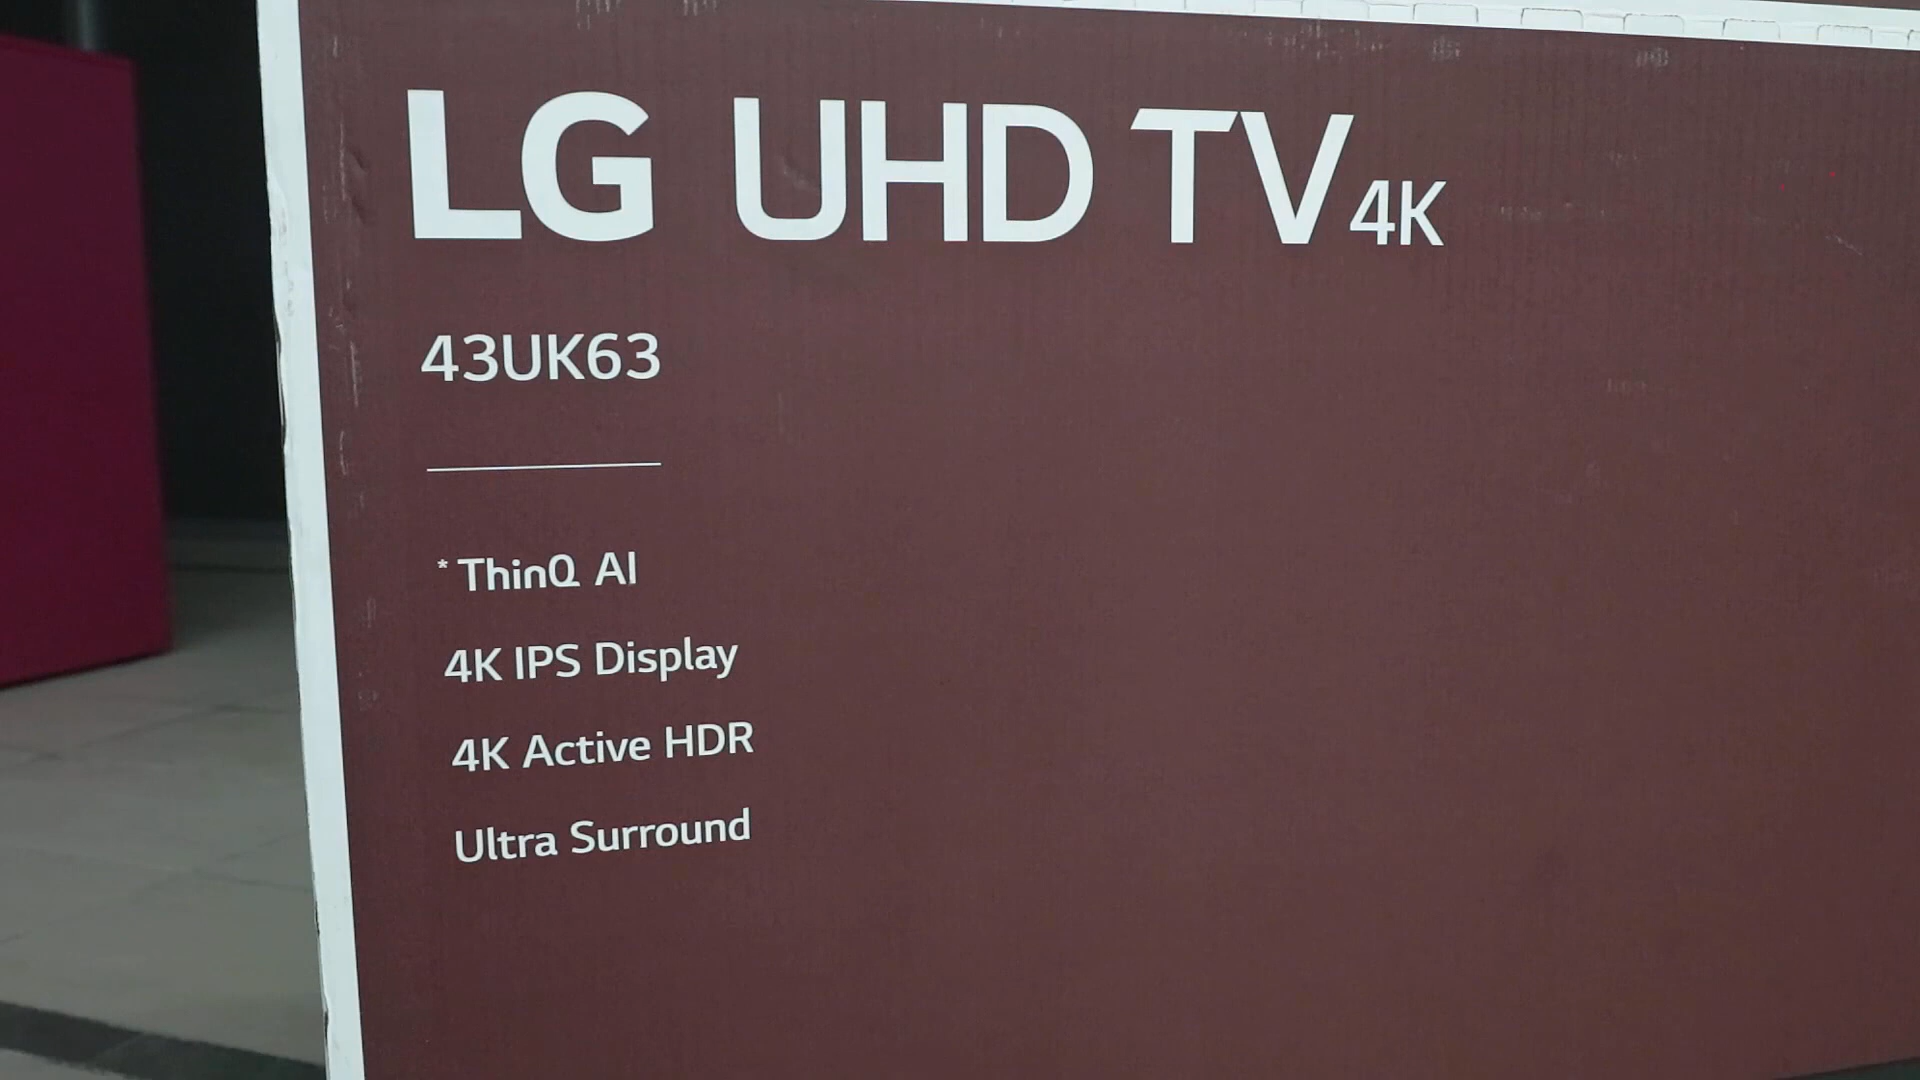 LG UHD TV 4K
43UK63
* ThinQ AI
4K IPS Display
4K Active HDR
Ultra Surround